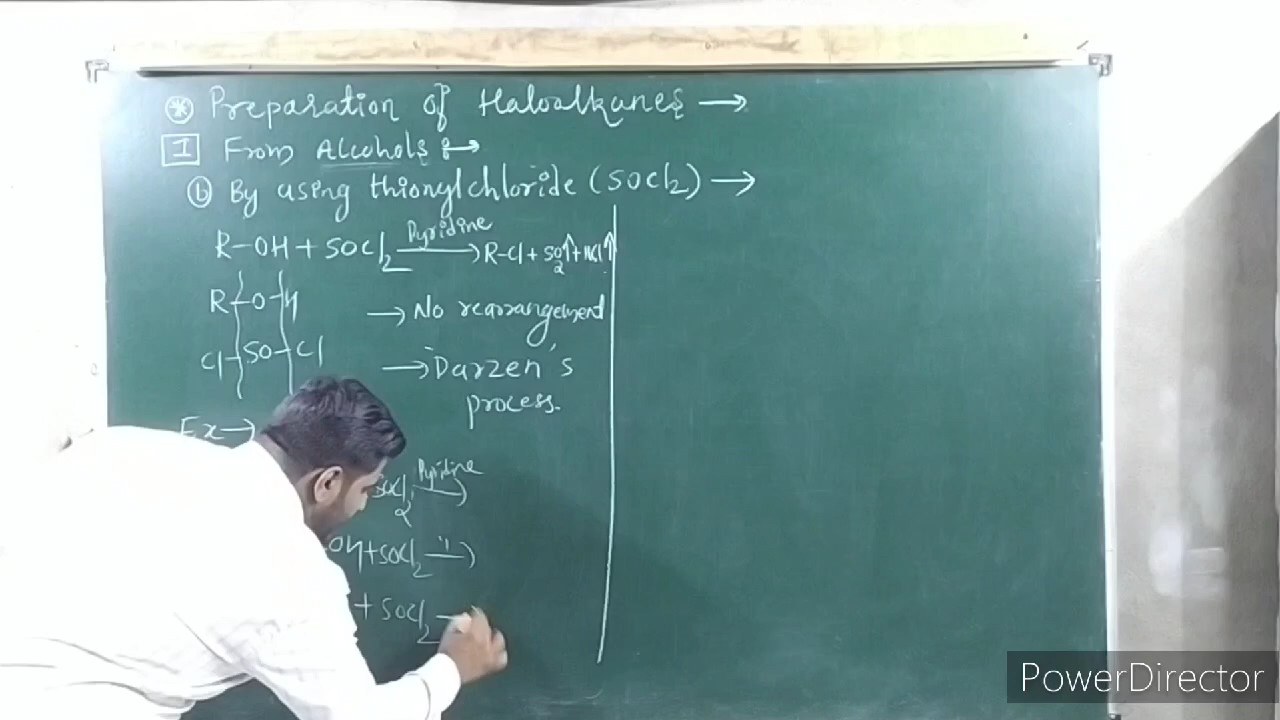 ⊛ Preparation of Haloalkanes →
I From Alcohols :→
ⓑ By using thionylchloride (SOCl2) →
R-OH + SOCl2 Pyridine → R-Cl + SO2↑ + HCl↑
R-O-H
→ No rearrangement
Cl-SO-Cl
→ Darzen's
process.
Ex →
SOCl2 Pyridine →
OH + SOCl2 " →
+ SOCl2
PowerDirector